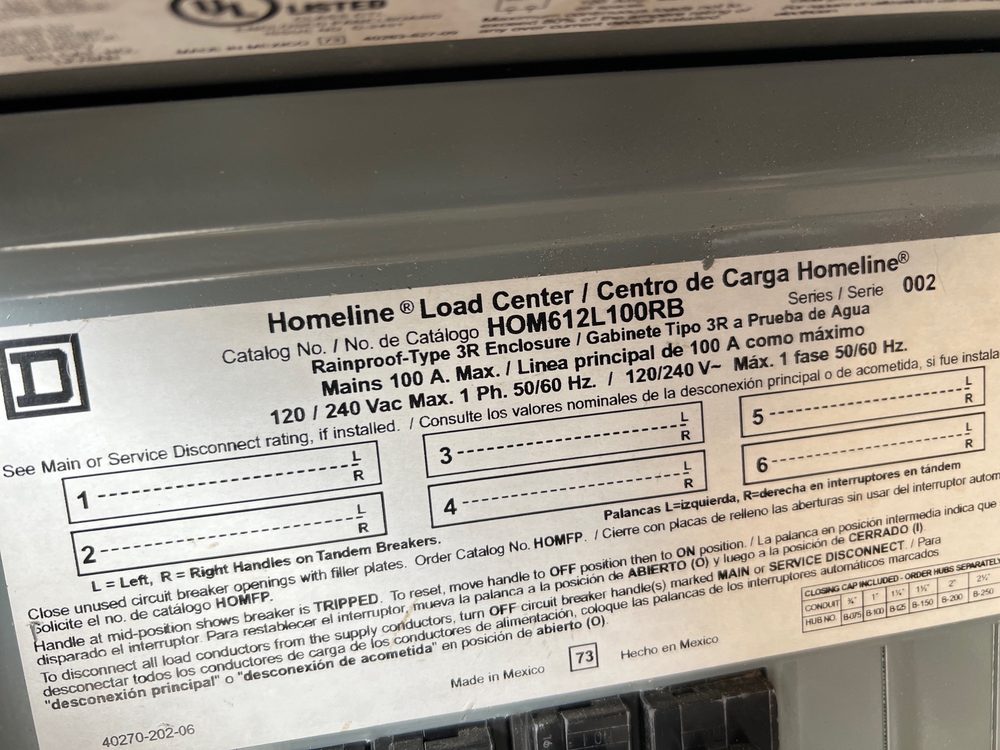 UL LISTED
MADE IN MEXICO 73 40283-627-06
Homeline® Load Center / Centro de Carga Homeline®
Catalog No. / No. de Catálogo HOM612L100RB Series / Serie 002
Rainproof-Type 3R Enclosure / Gabinete Tipo 3R a Prueba de Agua
Mains 100 A. Max. / Linea principal de 100 A como máximo
120 / 240 Vac Max. 1 Ph. 50/60 Hz. / 120/240 V~ Máx. 1 fase 50/60 Hz.
See Main or Service Disconnect rating, if installed. / Consulte los valores nominales de la desconexión principal o de acometida, si fue instala
1 L R
3 L R
5 L R
2 L R
4 L R
6 L R
L = Left, R = Right Handles on Tandem Breakers. Palancas L=izquierda, R=derecha en interruptores en tándem
Close unused circuit breaker openings with filler plates. Order Catalog No. HOMFP. / Cierre con placas de relleno las aberturas sin usar del interruptor autom
Solicite el no. de catálogo HOMFP.
Handle at mid-position shows breaker is TRIPPED. To reset, move handle to OFF position then to ON position. / La palanca en posición intermedia indica que
disparado el interruptor. Para restablecer el interruptor, mueva la palanca a la posición de ABIERTO (O) y luego a la posición de CERRADO (I).
To disconnect all load conductors from the supply conductors, turn OFF circuit breaker handle(s) marked MAIN or SERVICE DISCONNECT. / Para
desconectar todos los conductores de carga de los conductores de alimentación, coloque las palancas de los interruptores automáticos marcados
"desconexión principal" o "desconexión de acometida" en posición de abierto (O).
CLOSING CAP INCLUDED - ORDER HUBS SEPARATELY
CONDUIT ¾" 1" 1¼" 1½" 2" 2½"
HUB NO. B-075 B-100 B-125 B-150 B-200 B-250
Made in Mexico 73 Hecho en Mexico
40270-202-06